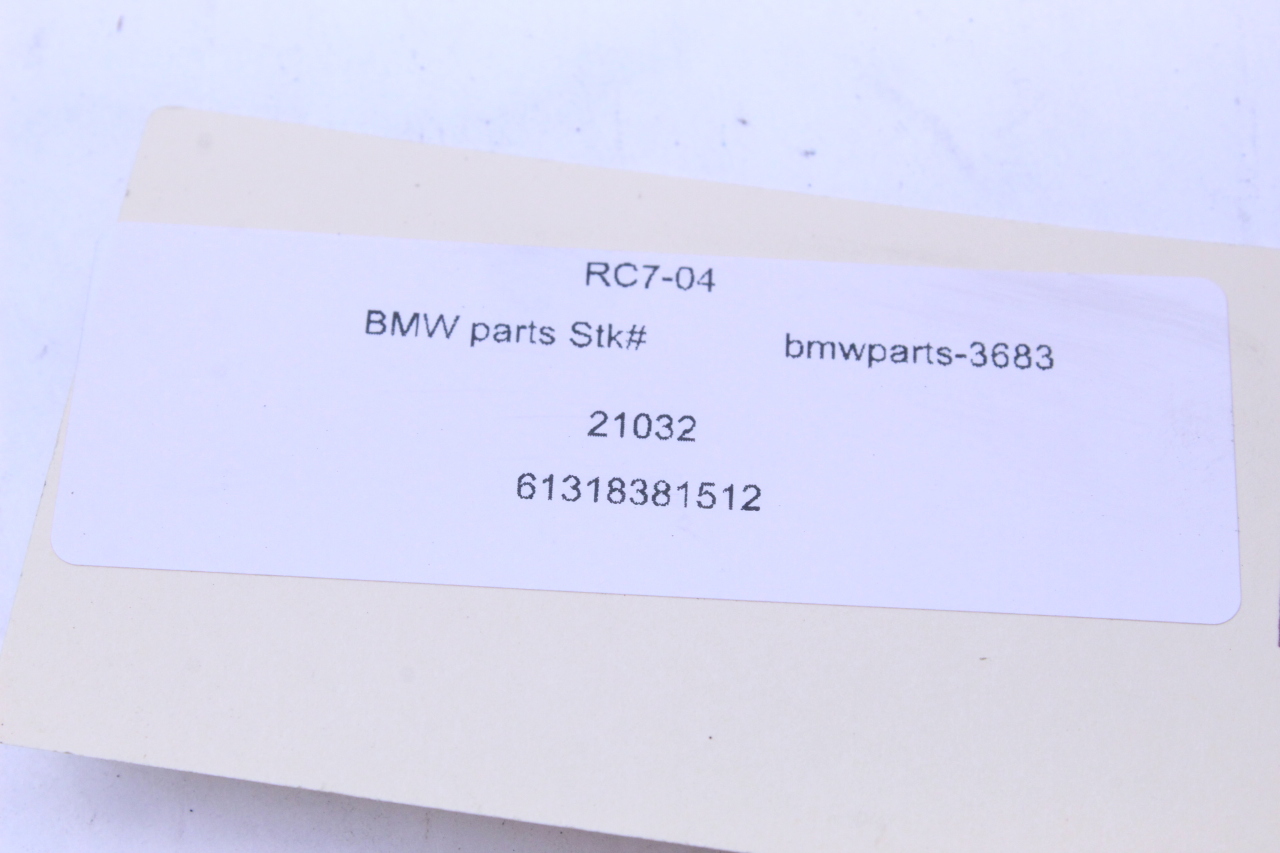 RC7-04
BMW parts Stk# bmwparts-3683
21032
61318381512